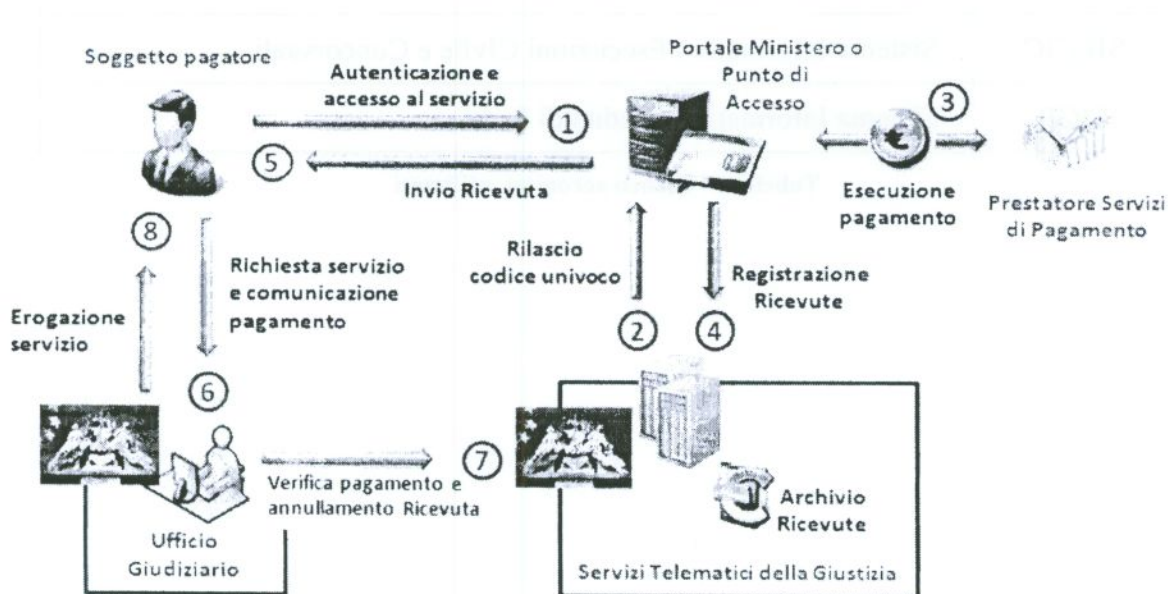 Soggetto pagatore
Autenticazione e
accesso al servizio
1
Portale Ministero o
Punto di
Accesso
3
5
Invio Ricevuta
€
Esecuzione
pagamento
Prestatore Servizi
di Pagamento
8
Richiesta servizio
e comunicazione
pagamento
Rilascio
codice univoco
Registrazione
Ricevute
Erogazione
servizio
2
4
6
7
Verifica pagamento e
annullamento Ricevuta
Archivio
Ricevute
Ufficio
Giudiziario
Servizi Telematici della Giustizia